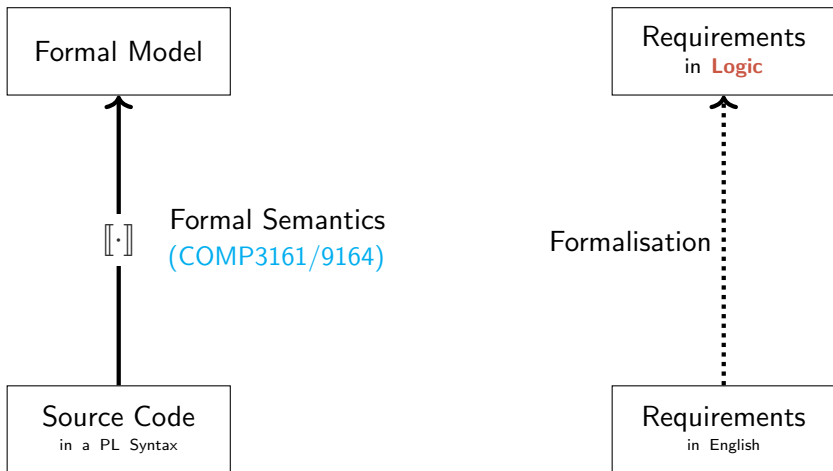 Formal Model
Requirements
in Logic
⟦·⟧
Formal Semantics
(COMP3161/9164)
Formalisation
Source Code
in a PL Syntax
Requirements
in English